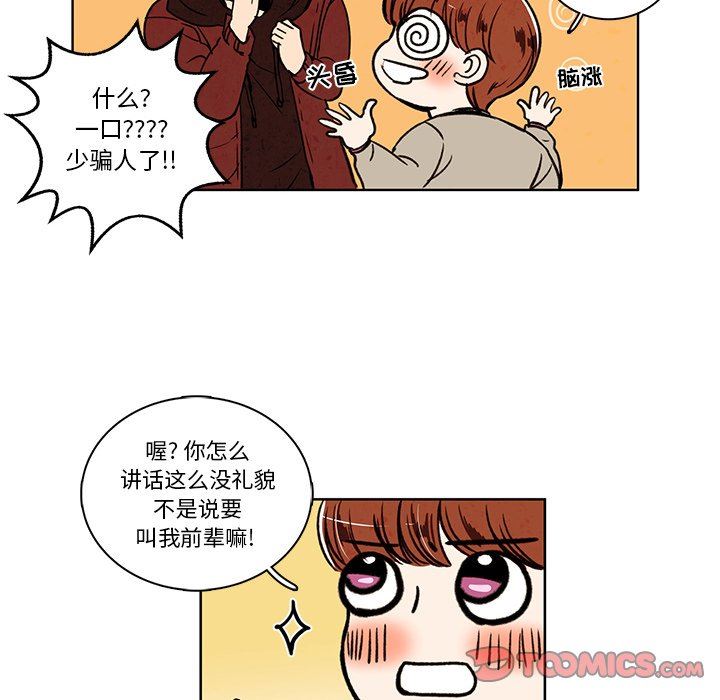 什么?
一口????
少骗人了!!
头昏
脑涨
喔? 你怎么
讲话这么没礼貌
不是说要
叫我前辈嘛!
TOOMICS.COM